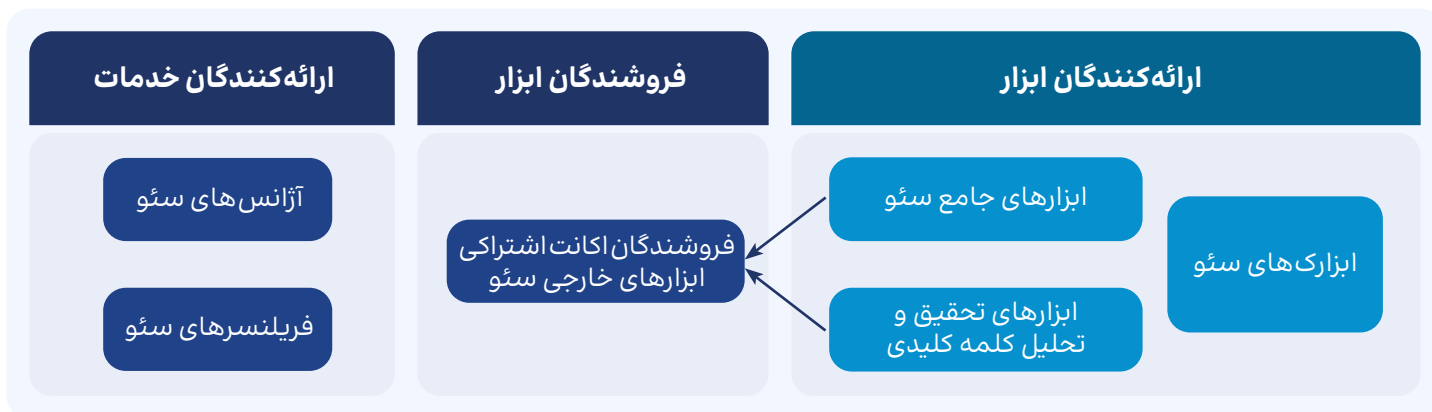 ارائه‌کنندگان ابزار
فروشندگان ابزار
ارائه‌کنندگان خدمات
ابزارک‌های سئو
ابزارهای جامع سئو
ابزارهای تحقیق و
تحلیل کلمه کلیدی
فروشندگان اکانت اشتراکی
ابزارهای خارجی سئو
آژانس‌های سئو
فریلنسرهای سئو